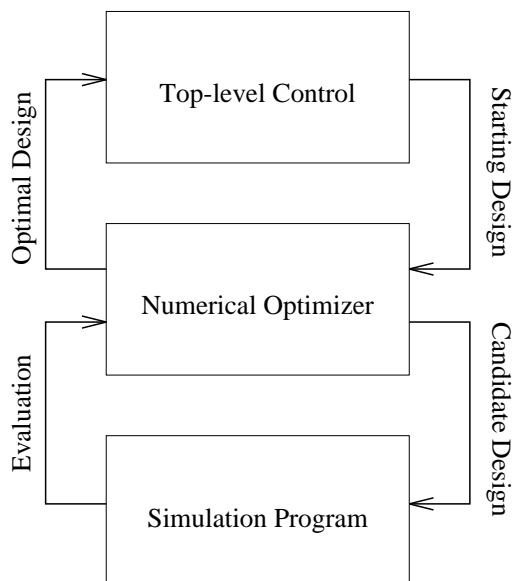 Top-level Control
Optimal Design
Starting Design
Numerical Optimizer
Evaluation
Candidate Design
Simulation Program